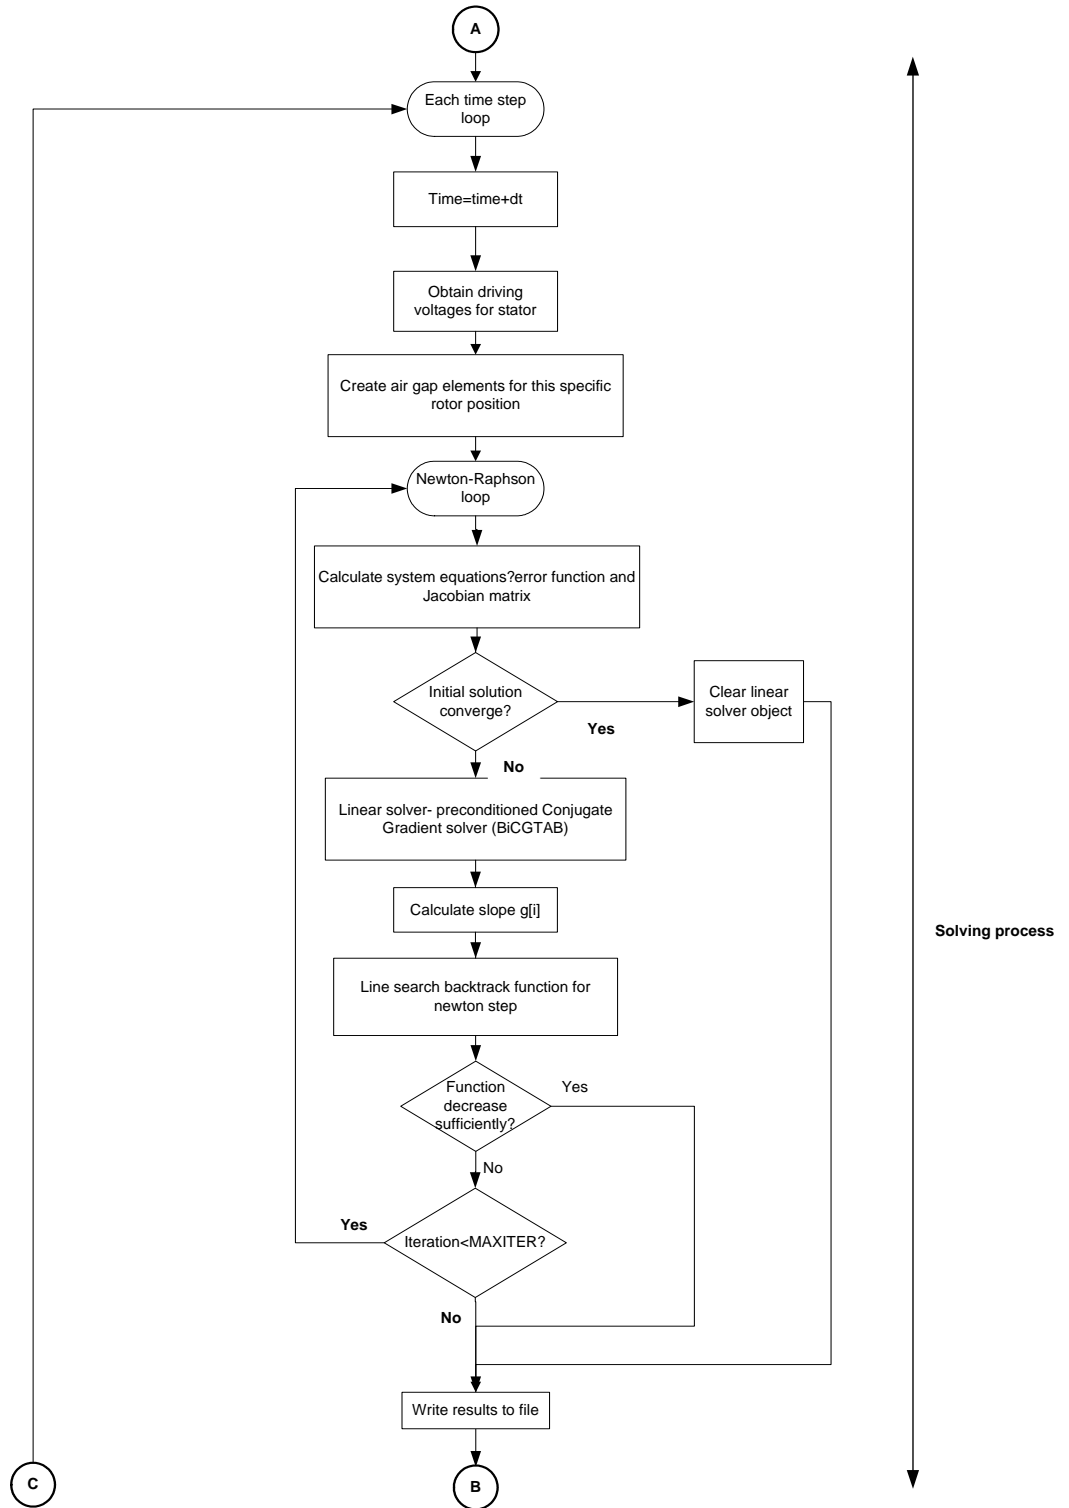 A
Each time step
loop
Time=time+dt
Obtain driving
voltages for stator
Create air gap elements for this specific
rotor position
Newton-Raphson
loop
Calculate system equations?error function and
Jacobian matrix
Initial solution
converge?
Yes
Clear linear
solver object
No
Linear solver- preconditioned Conjugate
Gradient solver (BiCGTAB)
Calculate slope g[i]
Solving process
Line search backtrack function for
newton step
Function
decrease
sufficiently?
Yes
No
Iteration<MAXITER?
Yes
No
Write results to file
C
B